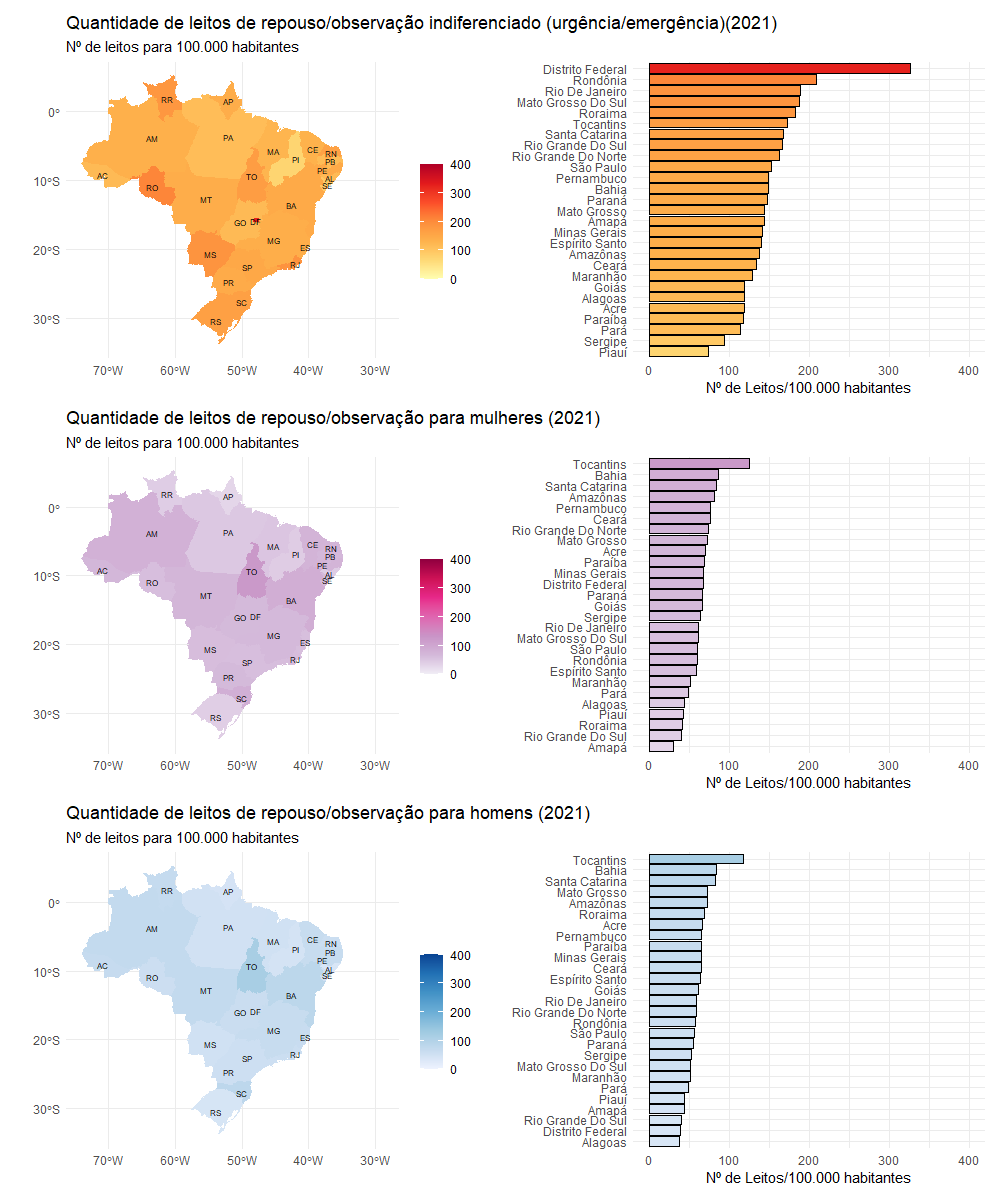 Quantidade de leitos de repouso/observação indiferenciado (urgência/emergência)(2021)
Nº de leitos para 100.000 habitantes
0°
10°S
20°S
30°S
70°W
60°W
50°W
40°W
30°W
RR
AP
AM
PA
MA
CE
RN
PB
PI
PE
AL
SE
AC
RO
TO
MT
BA
GO
DF
MG
ES
MS
SP
RJ
PR
SC
RS
400
300
200
100
0
Distrito Federal
Rondônia
Rio De Janeiro
Mato Grosso Do Sul
Roraima
Tocantins
Santa Catarina
Rio Grande Do Sul
Rio Grande Do Norte
São Paulo
Pernambuco
Bahia
Paraná
Mato Grosso
Amapá
Minas Gerais
Espírito Santo
Amazônas
Ceará
Maranhão
Goiás
Alagoas
Acre
Paraíba
Pará
Sergipe
Piauí
0
100
200
300
400
Nº de Leitos/100.000 habitantes
Quantidade de leitos de repouso/observação para mulheres (2021)
Nº de leitos para 100.000 habitantes
0°
10°S
20°S
30°S
70°W
60°W
50°W
40°W
30°W
RR
AP
AM
PA
MA
CE
RN
PB
PI
PE
AL
SE
AC
RO
TO
MT
BA
GO
DF
MG
ES
MS
SP
RJ
PR
SC
RS
400
300
200
100
0
Tocantins
Bahia
Santa Catarina
Amazônas
Pernambuco
Ceará
Rio Grande Do Norte
Mato Grosso
Acre
Paraíba
Minas Gerais
Distrito Federal
Paraná
Goiás
Sergipe
Rio De Janeiro
Mato Grosso Do Sul
São Paulo
Rondônia
Espírito Santo
Maranhão
Pará
Alagoas
Piauí
Roraima
Rio Grande Do Sul
Amapá
0
100
200
300
400
Nº de Leitos/100.000 habitantes
Quantidade de leitos de repouso/observação para homens (2021)
Nº de leitos para 100.000 habitantes
0°
10°S
20°S
30°S
70°W
60°W
50°W
40°W
30°W
RR
AP
AM
PA
MA
CE
RN
PB
PI
PE
AL
SE
AC
RO
TO
MT
BA
GO
DF
MG
ES
MS
SP
RJ
PR
SC
RS
400
300
200
100
0
Tocantins
Bahia
Santa Catarina
Mato Grosso
Amazônas
Roraima
Acre
Pernambuco
Paraíba
Minas Gerais
Ceará
Espírito Santo
Goiás
Rio De Janeiro
Rio Grande Do Norte
Rondônia
São Paulo
Paraná
Sergipe
Mato Grosso Do Sul
Maranhão
Pará
Piauí
Amapá
Rio Grande Do Sul
Distrito Federal
Alagoas
0
100
200
300
400
Nº de Leitos/100.000 habitantes